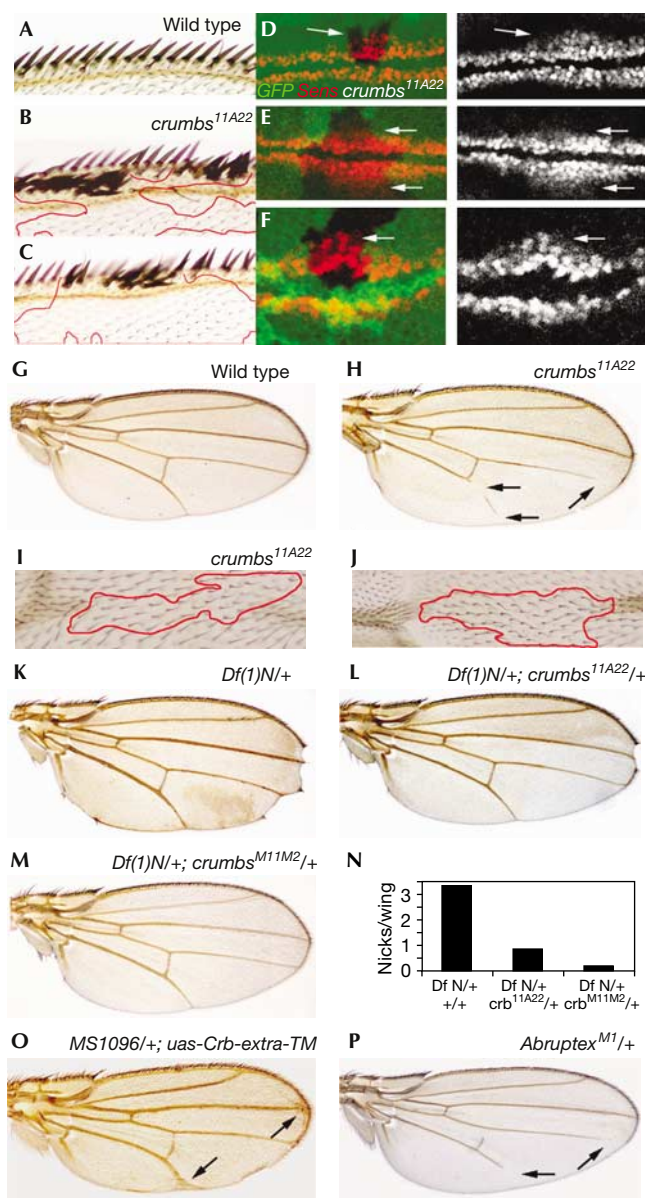 A Wild type
D
GFP Sens crumbs11A22
B crumbs11A22
E
C
F
G Wild type
H crumbs11A22
I crumbs11A22
J
K Df(1)N/+
L Df(1)N/+; crumbs11A22/+
M Df(1)N/+; crumbsM11M2/+
N
Nicks/wing
3
2
1
0
Df N/+ +/+
Df N/+ crb11A22/+
Df N/+ crbM11M2/+
O MS1096/+; uas-Crb-extra-TM
P AbruptexM1/+